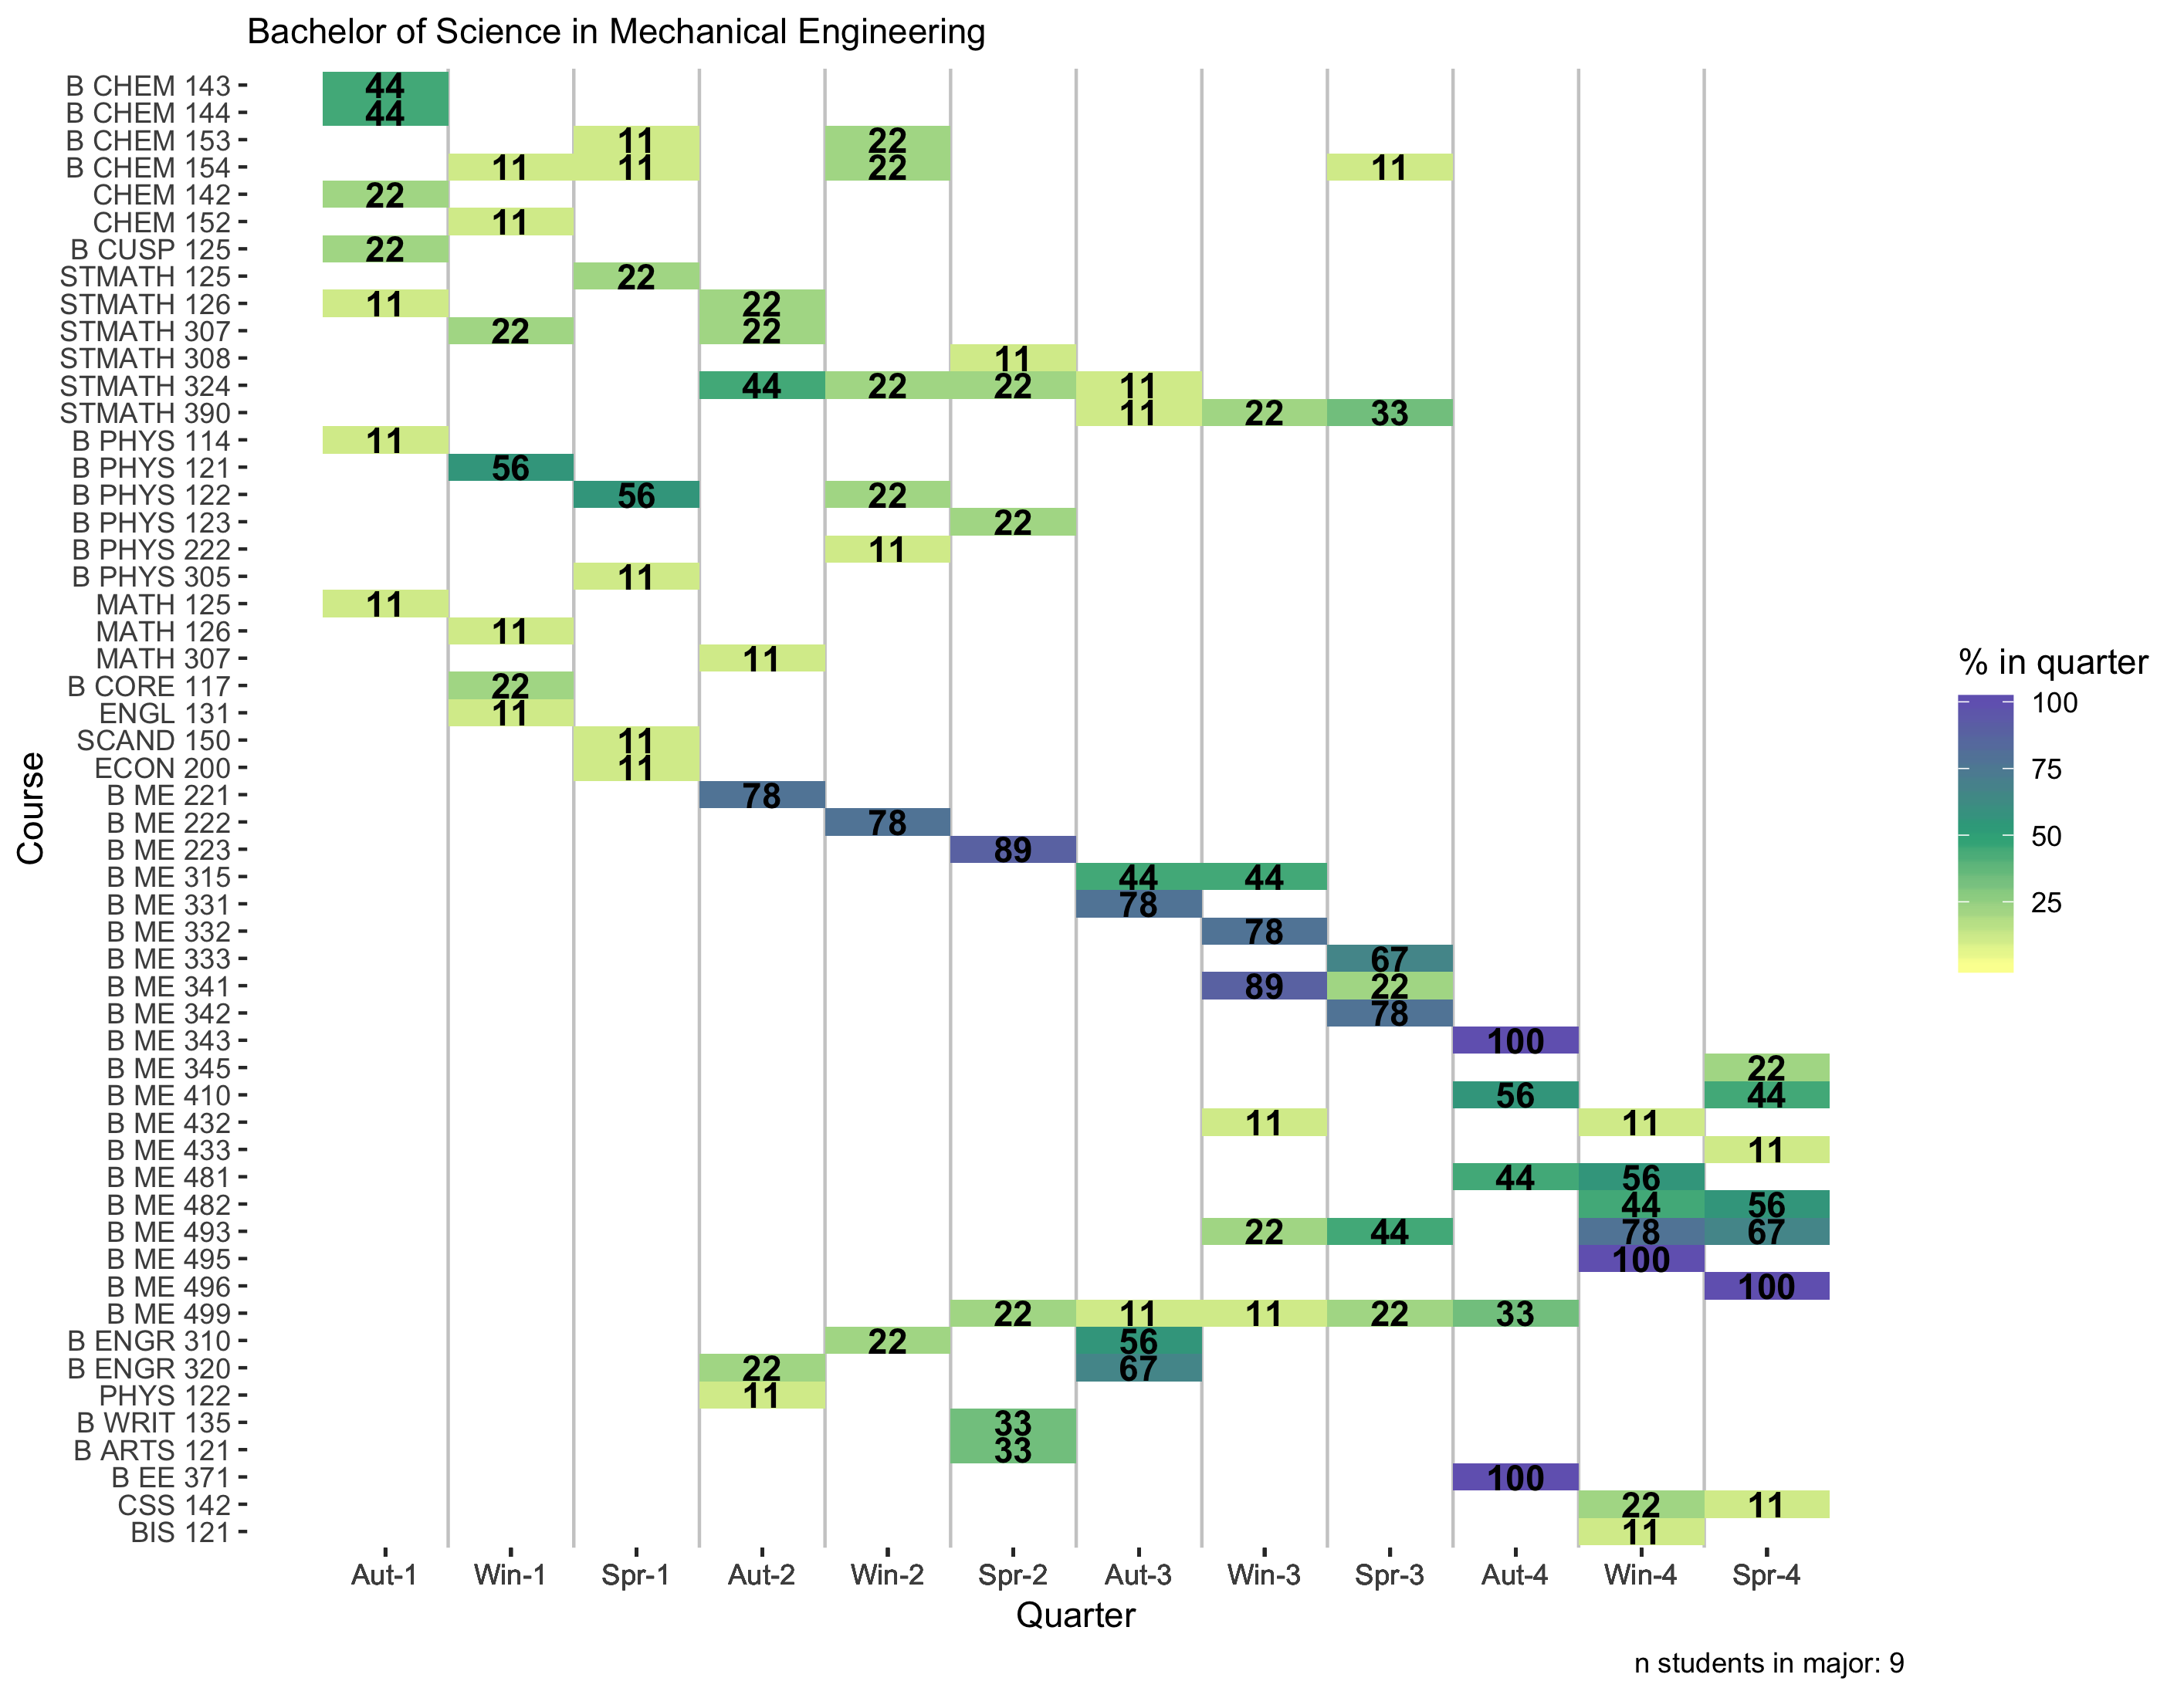 Bachelor of Science in Mechanical Engineering
B CHEM 143 44
B CHEM 144 44
B CHEM 153 11 22
B CHEM 154 11 11 22 11
CHEM 142 22
CHEM 152 11
B CUSP 125 22
STMATH 125 22
STMATH 126 11 22
STMATH 307 22 22
STMATH 308 11
STMATH 324 44 22 22 11
STMATH 390 11 22 33
B PHYS 114 11
B PHYS 121 56
B PHYS 122 56 22
B PHYS 123 22
B PHYS 222 11
B PHYS 305 11
MATH 125 11
MATH 126 11
MATH 307 11
B CORE 117 22
ENGL 131 11
SCAND 150 11
ECON 200 11
B ME 221 78
B ME 222 78
B ME 223 89
B ME 315 44 44
B ME 331 78
B ME 332 78
B ME 333 67
B ME 341 89 22
B ME 342 78
B ME 343 100
B ME 345 22
B ME 410 56 44
B ME 432 11 11
B ME 433 11
B ME 481 44 56
B ME 482 44 56
B ME 493 22 44 78 67
B ME 495 100
B ME 496 100
B ME 499 22 11 11 22 33
B ENGR 310 22 56
B ENGR 320 22 67
PHYS 122 11
B WRIT 135 33
B ARTS 121 33
B EE 371 100
CSS 142 22 11
BIS 121 11
Course
Aut-1 Win-1 Spr-1 Aut-2 Win-2 Spr-2 Aut-3 Win-3 Spr-3 Aut-4 Win-4 Spr-4
Quarter
% in quarter
100
75
50
25
n students in major: 9